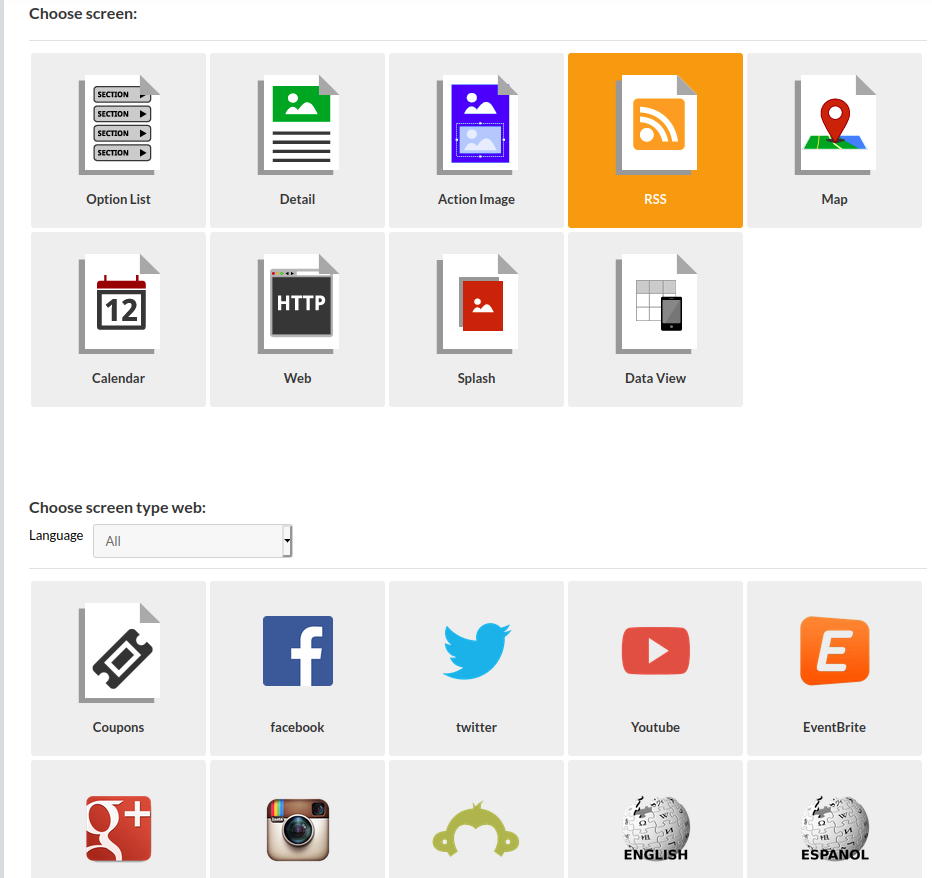 Choose screen:
SECTION
SECTION
SECTION
SECTION
Option List
Detail
Action Image
RSS
Map
12
HTTP
Calendar
Web
Splash
Data View
Choose screen type web:
Language All
f
E
Coupons
facebook
twitter
Youtube
EventBrite
g+
ENGLISH
ESPAÑOL